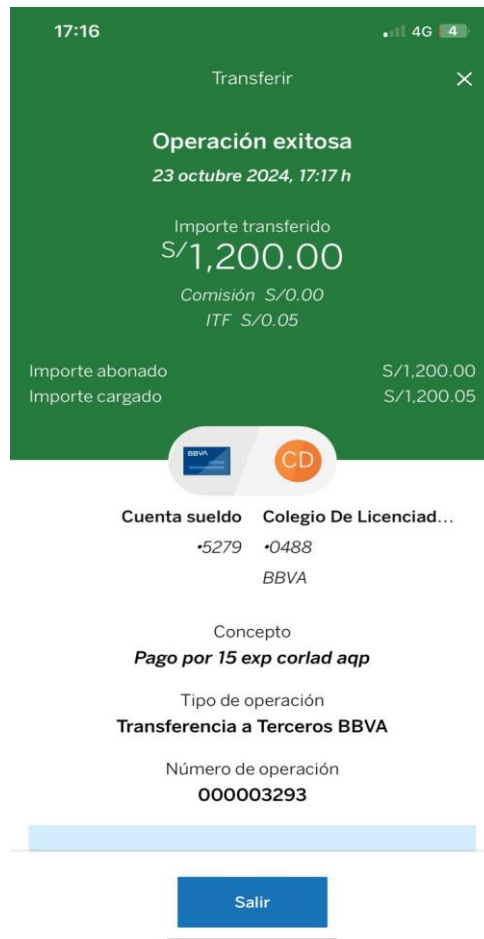 17:16 4G 4
Transferir ×
Operación exitosa
23 octubre 2024, 17:17 h
Importe transferido
S/1,200.00
Comisión S/0.00
ITF S/0.05
Importe abonado S/1,200.00
Importe cargado S/1,200.05
BBVA CD
Cuenta sueldo Colegio De Licenciad...
•5279 •0488
BBVA
Concepto
Pago por 15 exp corlad aqp
Tipo de operación
Transferencia a Terceros BBVA
Número de operación
000003293
Salir